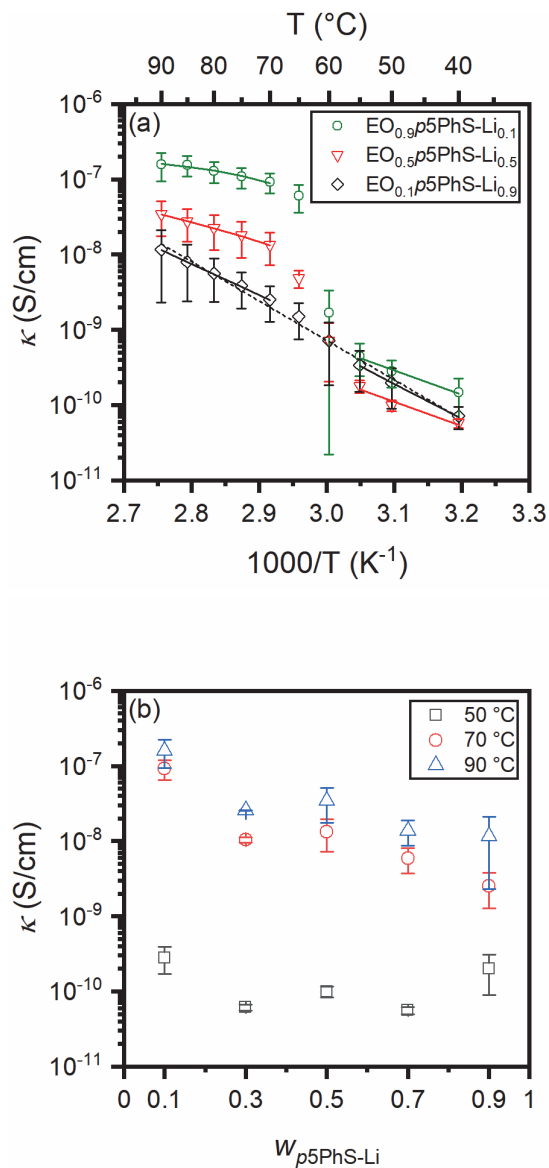 T (°C)
90 80 70 60 50 40
10⁻⁶
(a)
EO₀.₉p5PhS-Li₀.₁
EO₀.₅p5PhS-Li₀.₅
EO₀.₁p5PhS-Li₀.₉
10⁻⁷
10⁻⁸
κ (S/cm)
10⁻⁹
10⁻¹⁰
10⁻¹¹
2.7 2.8 2.9 3.0 3.1 3.2 3.3
1000/T (K⁻¹)
10⁻⁶
(b)
50 °C
70 °C
90 °C
10⁻⁷
10⁻⁸
κ (S/cm)
10⁻⁹
10⁻¹⁰
10⁻¹¹
0 0.1 0.3 0.5 0.7 0.9 1
wp5PhS-Li